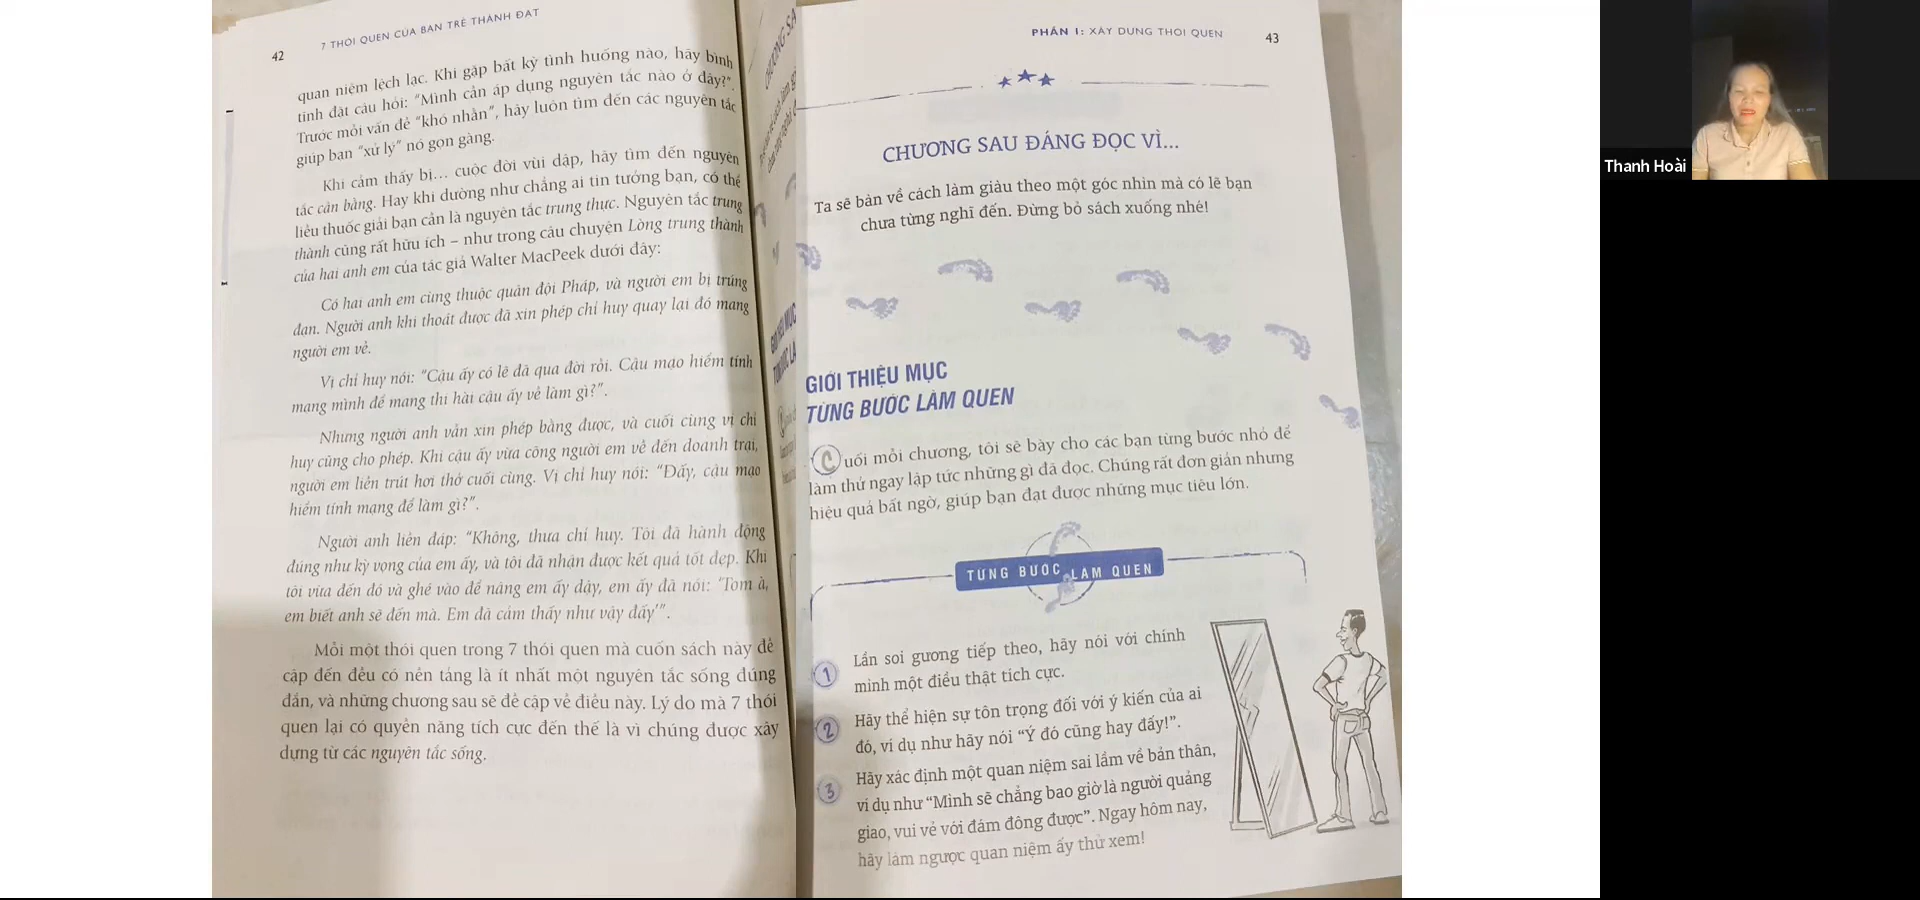 42
7 THÓI QUEN CỦA BẠN TRẺ THÀNH ĐẠT
quan niệm lệch lạc. Khi gặp bất kỳ tình huống nào, hãy bình
tĩnh đặt câu hỏi: “Mình cần áp dụng nguyên tắc nào ở đây?”.
Trước mỗi vấn đề “khó nhằn”, hãy luôn tìm đến các nguyên tắc
giúp bạn “xử lý” nó gọn gàng.
Khi cảm thấy bị… cuộc đời vùi dập, hãy tìm đến nguyên
tắc cân bằng. Hay khi dường như chẳng ai tin tưởng bạn, có thể
liều thuốc giải bạn cần là nguyên tắc trung thực. Nguyên tắc trung
thành cũng rất hữu ích – như trong câu chuyện Lòng trung thành
của hai anh em của tác giả Walter MacPeek dưới đây:
Có hai anh em cùng thuộc quân đội Pháp, và người em bị trúng
đạn. Người anh khi thoát được đã xin phép chỉ huy quay lại đó mang
người em về.
Vị chỉ huy nói: “Cậu ấy có lẽ đã qua đời rồi. Cậu mạo hiểm tính
mạng mình để mang thi hài cậu ấy về làm gì?”.
Nhưng người anh vẫn xin phép bằng được, và cuối cùng vị chỉ
huy cũng cho phép. Khi cậu ấy vừa cõng người em về đến doanh trại,
người em liền trút hơi thở cuối cùng. Vị chỉ huy nói: “Đấy, cậu mạo
hiểm tính mạng để làm gì?”.
Người anh liền đáp: “Không, thưa chỉ huy. Tôi đã hành động
đúng như kỳ vọng của em ấy, và tôi đã nhận được kết quả tốt đẹp. Khi
tôi vừa đến đó và ghé vào để nâng em ấy dậy, em ấy đã nói: ‘Tom à,
em biết anh sẽ đến mà. Em đã cảm thấy như vậy đấy’”.
Mỗi một thói quen trong 7 thói quen mà cuốn sách này đề
cập đến đều có nền tảng là ít nhất một nguyên tắc sống đúng
đắn, và những chương sau sẽ đề cập về điều này. Lý do mà 7 thói
quen lại có quyền năng tích cực đến thế là vì chúng được xây
dựng từ các nguyên tắc sống.
PHẦN I: XÂY DỰNG THÓI QUEN
43
CHƯƠNG SAU ĐÁNG ĐỌC VÌ...
Ta sẽ bàn về cách làm giàu theo một góc nhìn mà có lẽ bạn
chưa từng nghĩ đến. Đừng bỏ sách xuống nhé!
GIỚI THIỆU MỤC
TỪNG BƯỚC LÀM QUEN
Cuối mỗi chương, tôi sẽ bày cho các bạn từng bước nhỏ để
làm thử ngay lập tức những gì đã đọc. Chúng rất đơn giản nhưng
hiệu quả bất ngờ, giúp bạn đạt được những mục tiêu lớn.
TỪNG BƯỚC LÀM QUEN
1 Lần soi gương tiếp theo, hãy nói với chính
mình một điều thật tích cực.
2 Hãy thể hiện sự tôn trọng đối với ý kiến của ai
đó, ví dụ như hãy nói “Ý đó cũng hay đấy!”.
3 Hãy xác định một quan niệm sai lầm về bản thân,
ví dụ như “Mình sẽ chẳng bao giờ là người quảng
giao, vui vẻ với đám đông được”. Ngay hôm nay,
hãy làm ngược quan niệm ấy thử xem!
Thanh Hoài